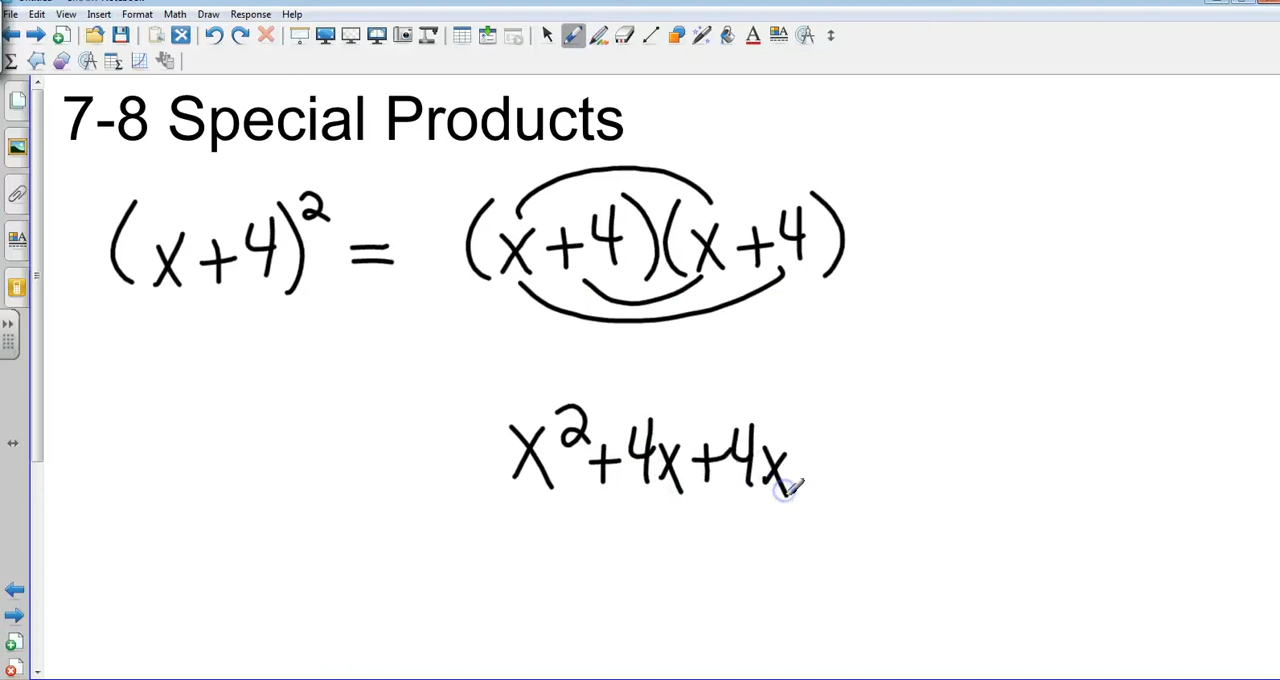 File Edit View Insert Format Math Draw Response Help
7-8 Special Products
(x+4)² = (x+4)(x+4)
x²+4x+4x